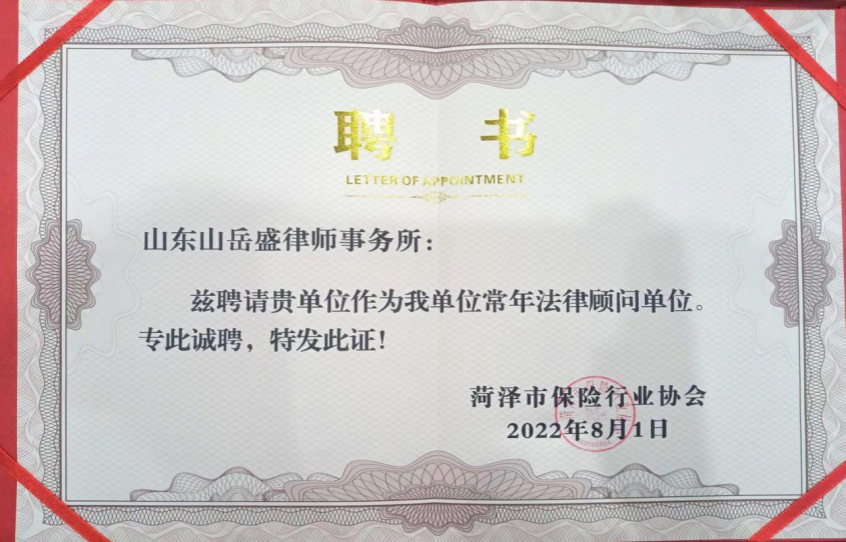 聘书
LETTER OF APPOINTMENT
山东山岳盛律师事务所：
兹聘请贵单位作为我单位常年法律顾问单位。
专此诚聘，特发此证！
菏泽市保险行业协会
2022年8月1日